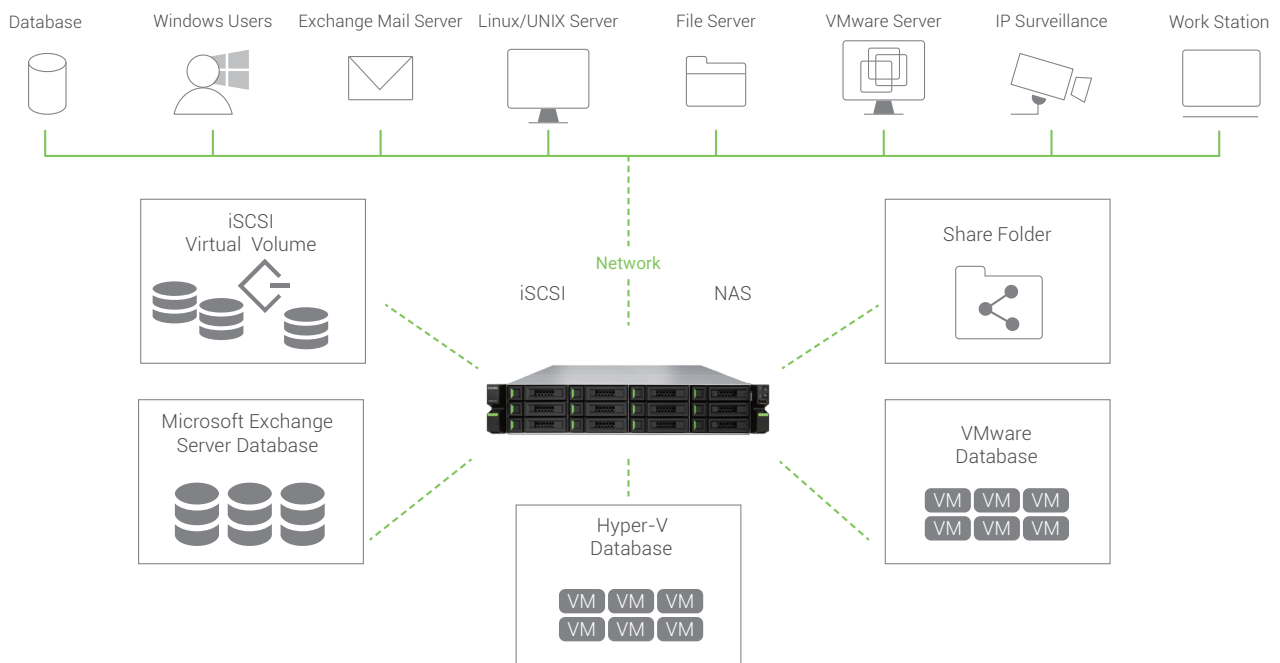 Database
Windows Users
Exchange Mail Server
Linux/UNIX Server
File Server
VMware Server
IP Surveillance
Work Station
iSCSI
Virtual Volume
Network
iSCSI
NAS
Share Folder
Microsoft Exchange
Server Database
VMware
Database
VM VM VM
VM VM VM
Hyper-V
Database
VM VM VM
VM VM VM